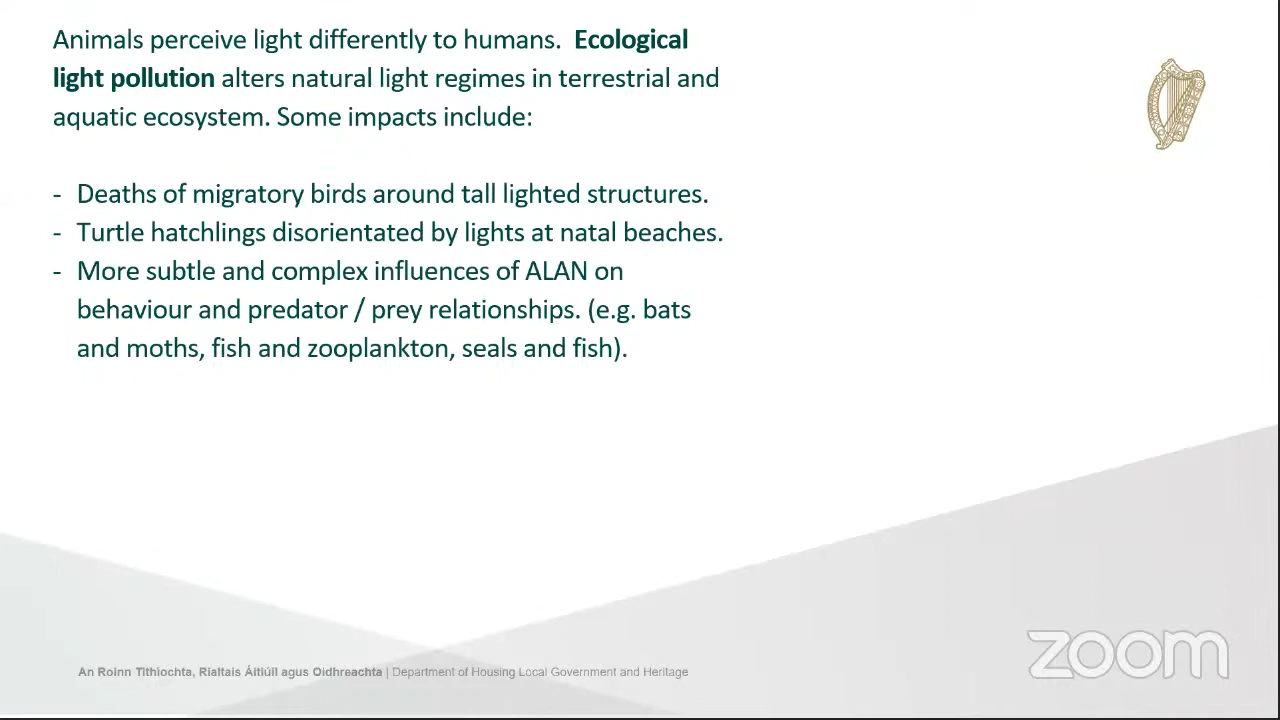 Animals perceive light differently to humans. Ecological
light pollution alters natural light regimes in terrestrial and
aquatic ecosystem. Some impacts include:
- Deaths of migratory birds around tall lighted structures.
- Turtle hatchlings disorientated by lights at natal beaches.
- More subtle and complex influences of ALAN on
behaviour and predator / prey relationships. (e.g. bats
and moths, fish and zooplankton, seals and fish).
An Roinn Tithíochta, Rialtais Áitiúil agus Oidhreachta | Department of Housing Local Government and Heritage
zoom